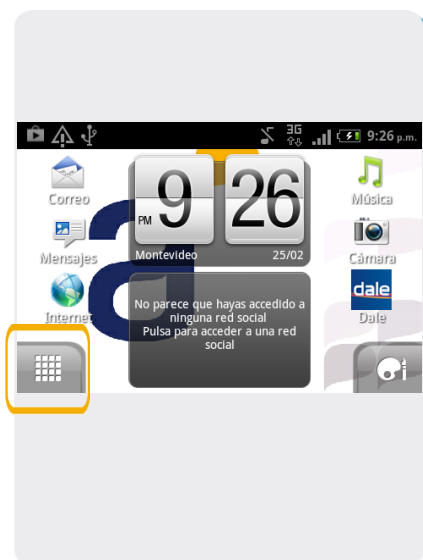 3G
9:26 p.m.
Correo
Mensajes
Internet
PM 9 26
Montevideo 25/02
No parece que hayas accedido a
ninguna red social
Pulsa para acceder a una red
social
Música
Cámara
dale
Dale
a